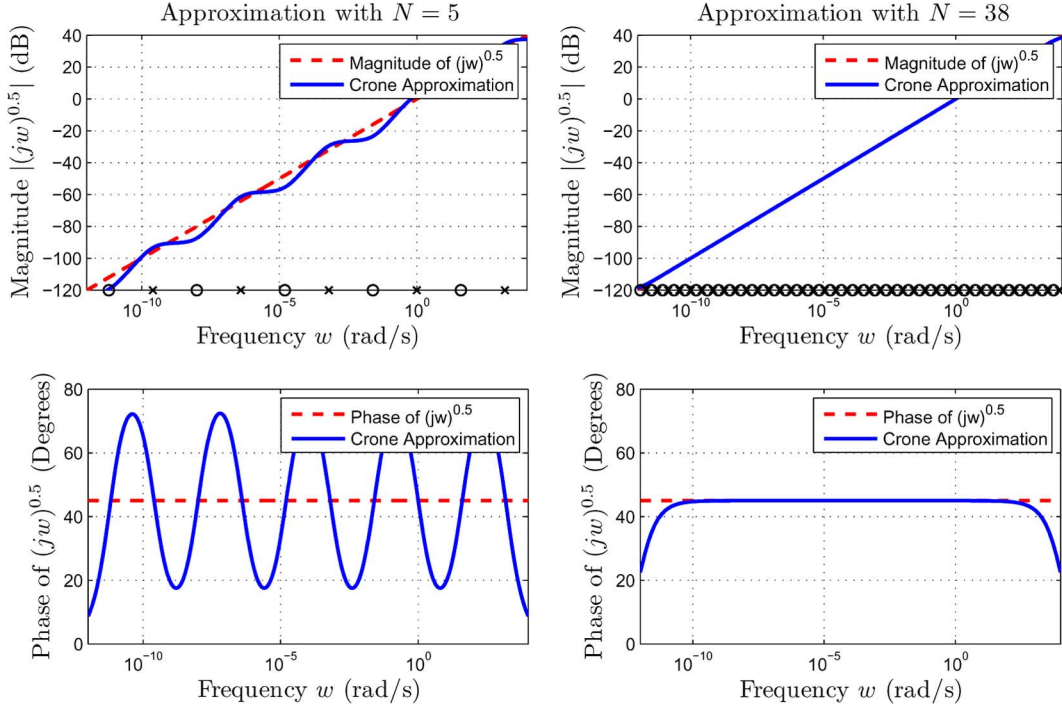 Approximation with N = 5
Magnitude |(jw)^0.5| (dB)
40
20
0
−20
−40
−60
−80
−100
−120
Magnitude of (jw)^0.5
Crone Approximation
10^−10
10^−5
10^0
Frequency w (rad/s)
Approximation with N = 38
Magnitude |(jw)^0.5| (dB)
40
20
0
−20
−40
−60
−80
−100
−120
Magnitude of (jw)^0.5
Crone Approximation
10^−10
10^−5
10^0
Frequency w (rad/s)
Phase of (jw)^0.5 (Degrees)
80
60
40
20
0
Phase of (jw)^0.5
Crone Approximation
10^−10
10^−5
10^0
Frequency w (rad/s)
Phase of (jw)^0.5 (Degrees)
80
60
40
20
0
Phase of (jw)^0.5
Crone Approximation
10^−10
10^−5
10^0
Frequency w (rad/s)